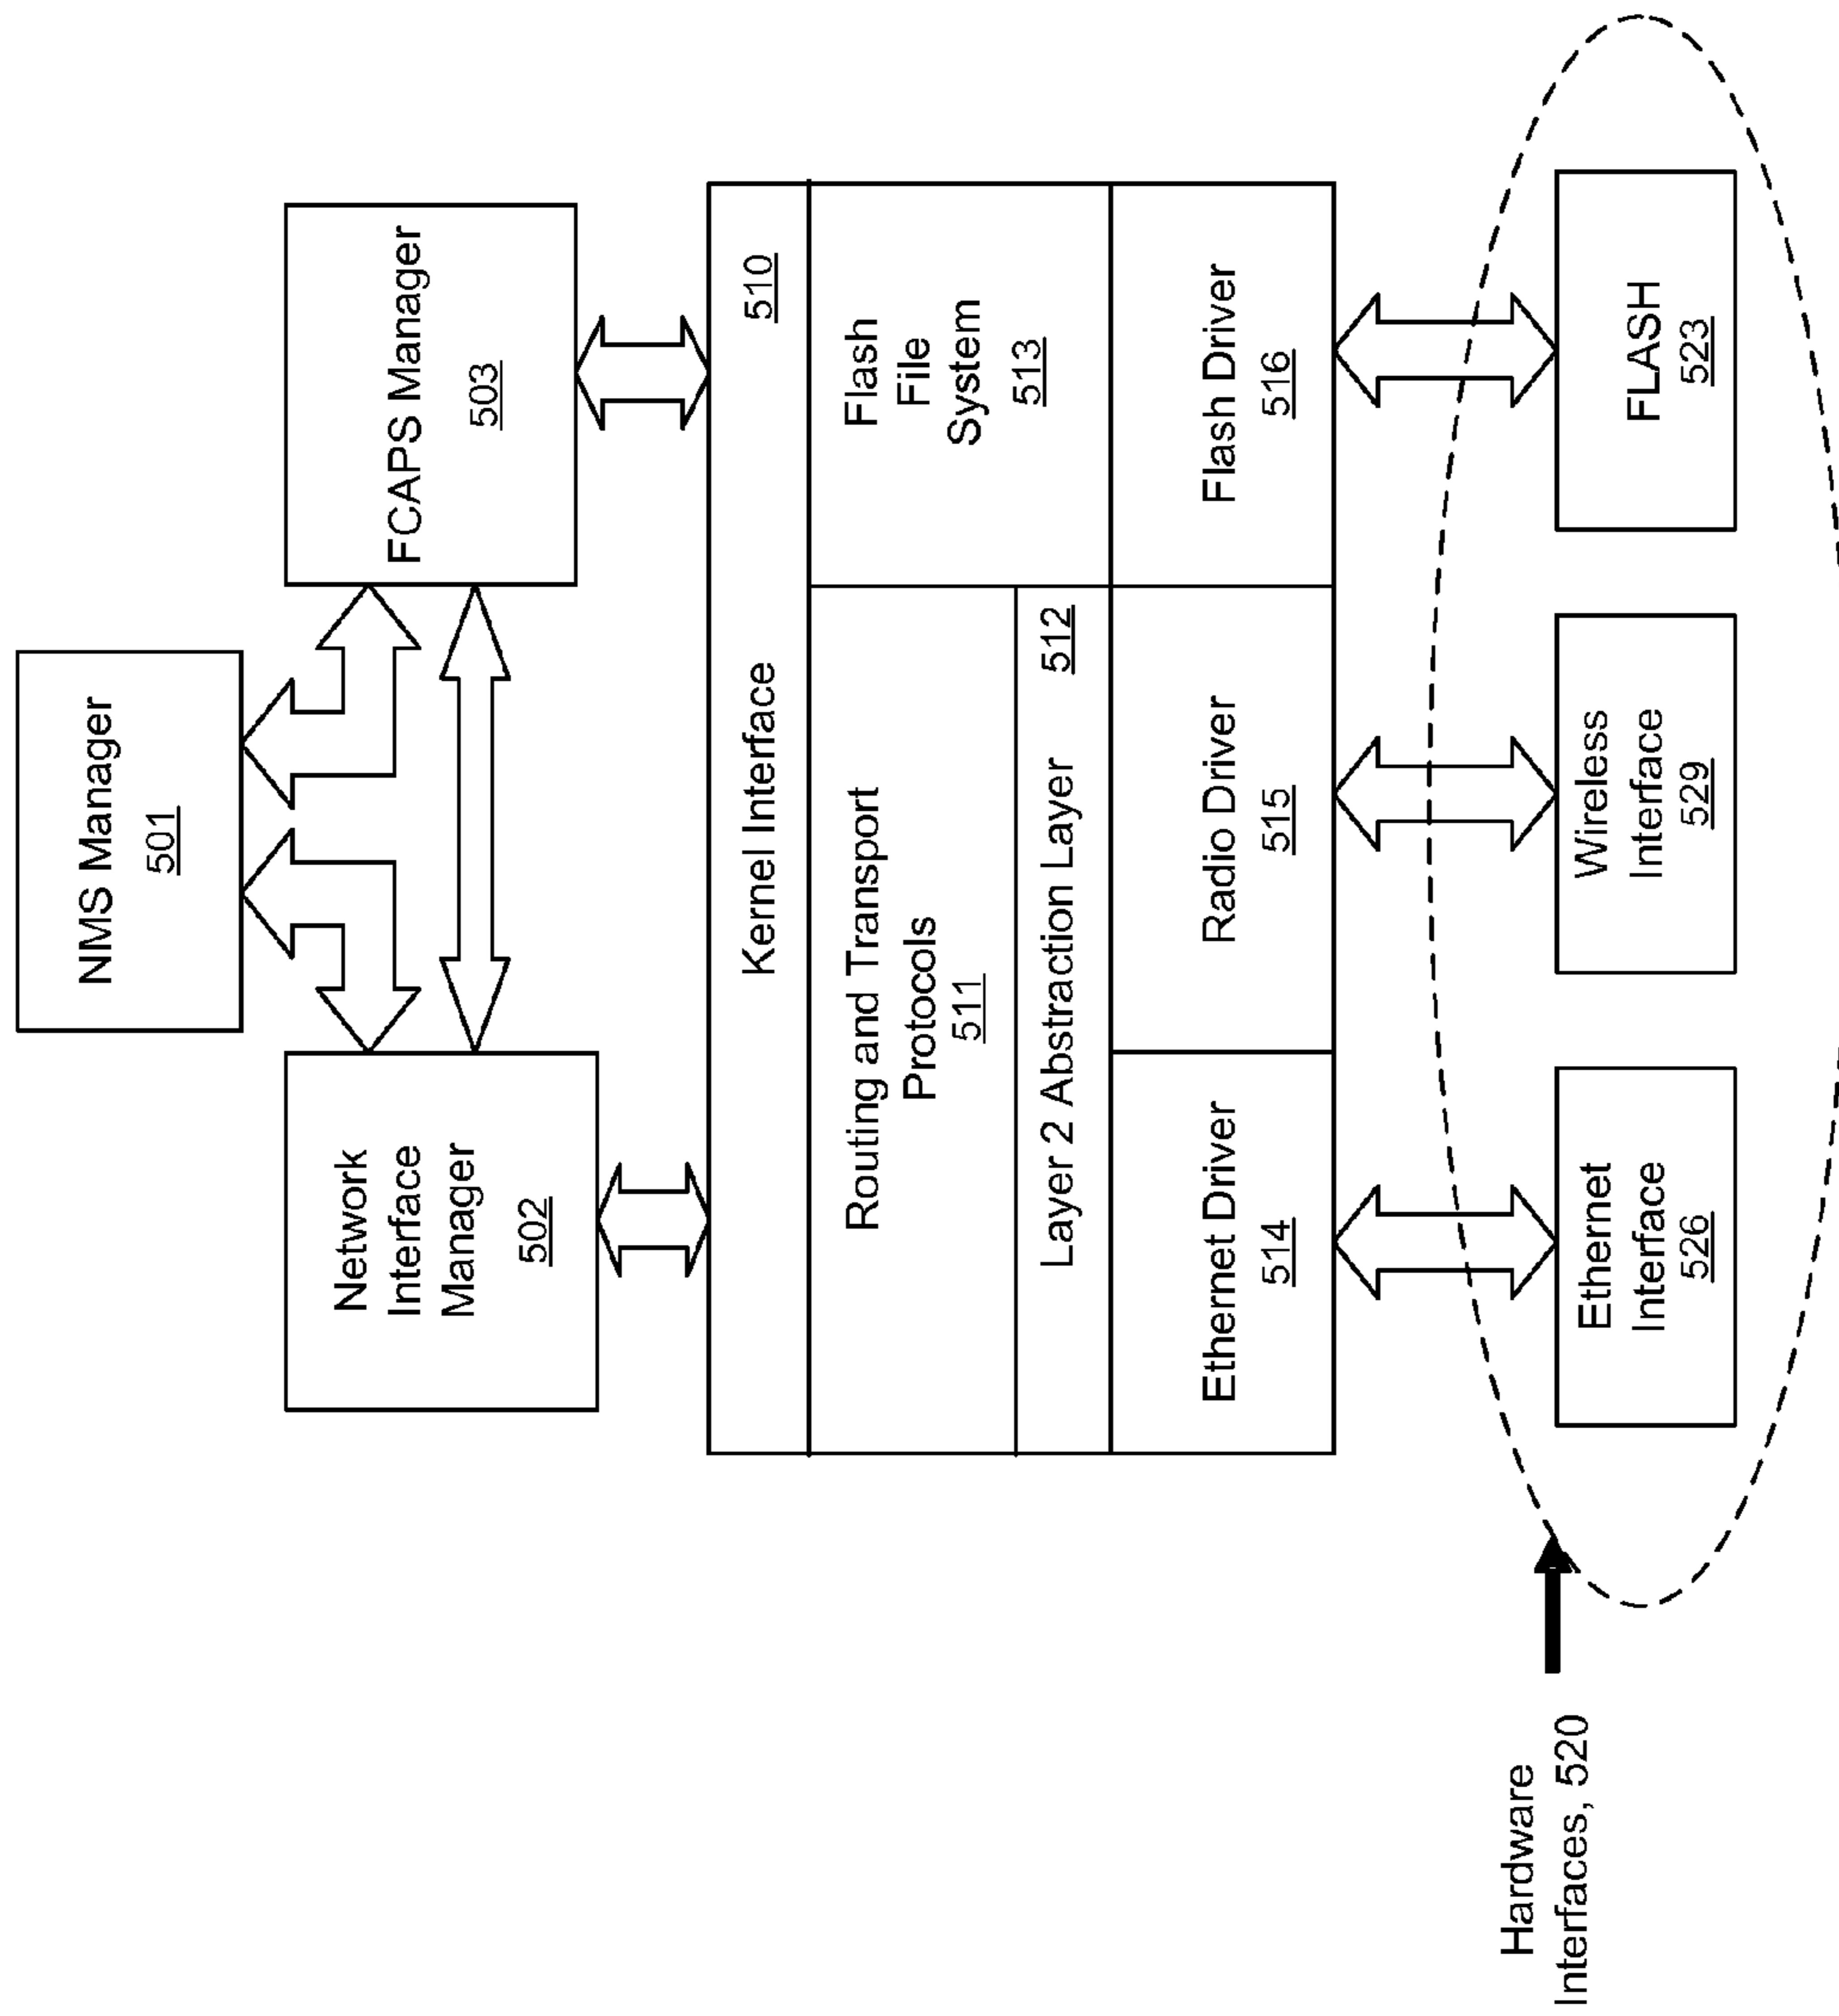 NMS Manager
501
Network
Interface
Manager
502
FCAPS Manager
503
Kernel Interface
510
Routing and Transport
Protocols
511
Flash
File
System
513
Layer 2 Abstraction Layer
512
Ethernet Driver
514
Radio Driver
515
Flash Driver
516
Hardware
Interfaces, 520
Ethernet
Interface
526
Wireless
Interface
529
FLASH
523